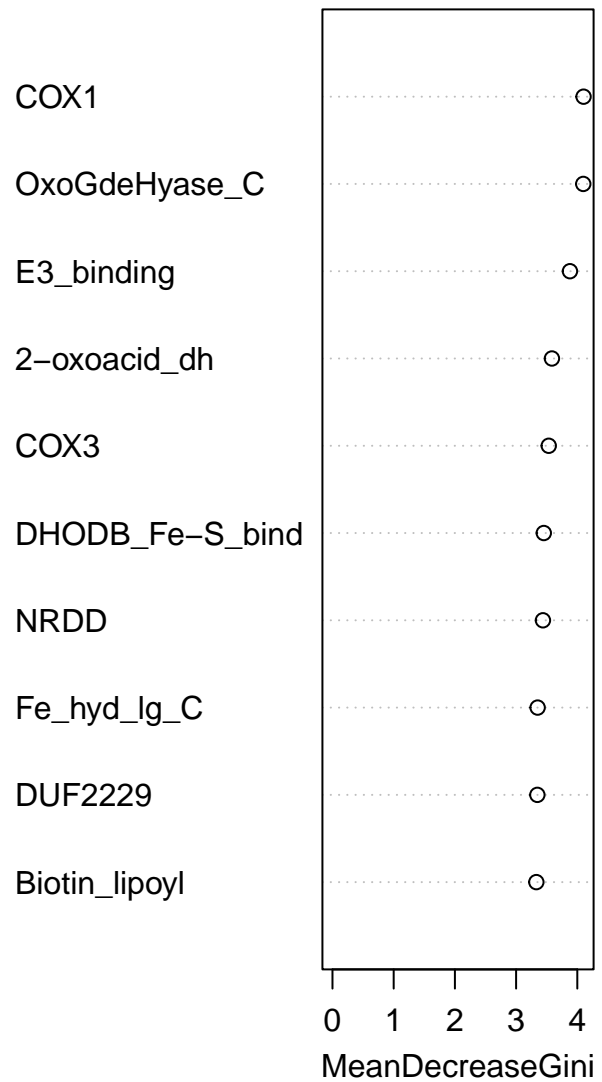 COX1
OxoGdeHyase_C
E3_binding
2−oxoacid_dh
COX3
DHODB_Fe−S_bind
NRDD
Fe_hyd_lg_C
DUF2229
Biotin_lipoyl
0 1 2 3 4
MeanDecreaseGini